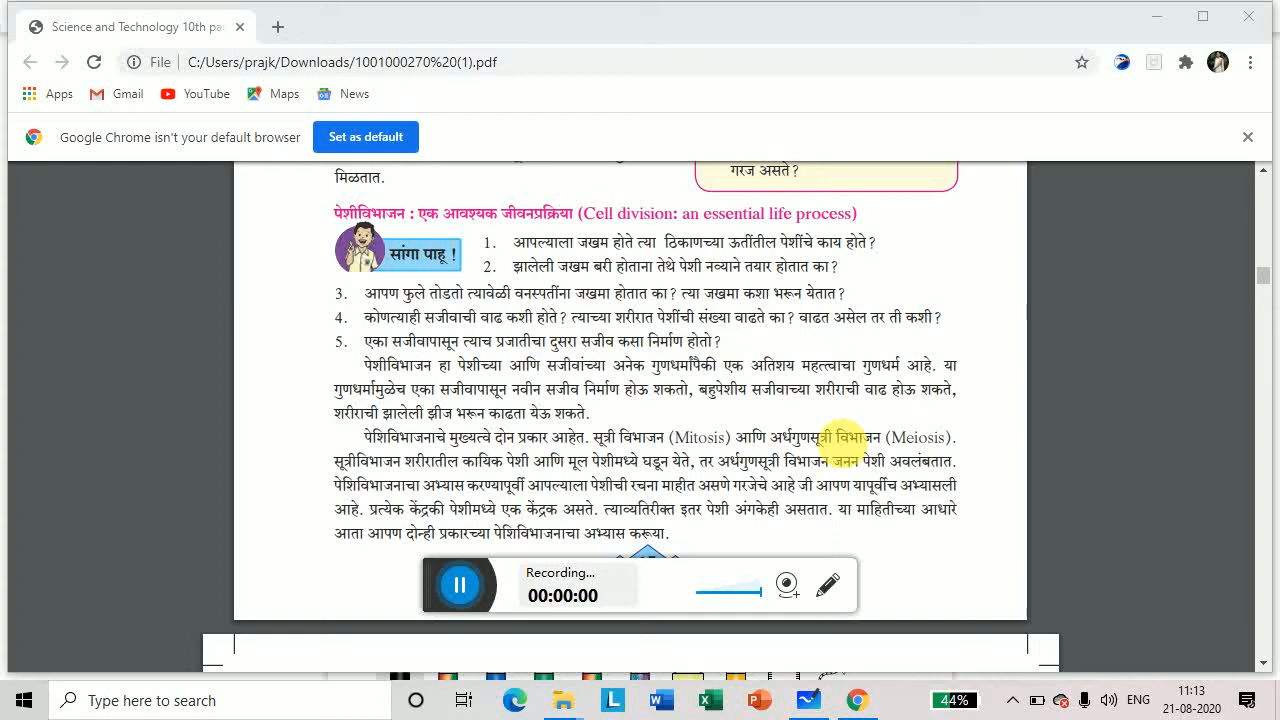 Science and Technology 10th pa
File
C:/Users/prajk/Downloads/1001000270%20(1).pdf
Apps
Gmail
YouTube
Maps
News
Google Chrome isn't your default browser
Set as default
गरज असते?
मिळतात.
पेशीविभाजन : एक आवश्यक जीवनप्रक्रिया (Cell division: an essential life process)
सांगा पाहू !
1. आपल्याला जखम होते त्या ठिकाणच्या ऊतींतील पेशींचे काय होते?
2. झालेली जखम बरी होताना तेथे पेशी नव्याने तयार होतात का?
3. आपण फुले तोडतो त्यावेळी वनस्पतींना जखमा होतात का? त्या जखमा कशा भरून येतात?
4. कोणत्याही सजीवाची वाढ कशी होते? त्याच्या शरीरात पेशींची संख्या वाढते का? वाढत असेल तर ती कशी?
5. एका सजीवापासून त्याच प्रजातीचा दुसरा सजीव कसा निर्माण होतो?
पेशीविभाजन हा पेशीच्या आणि सजीवांच्या अनेक गुणधर्मांपैकी एक अतिशय महत्त्वाचा गुणधर्म आहे. या
गुणधर्मामुळेच एका सजीवापासून नवीन सजीव निर्माण होऊ शकतो, बहुपेशीय सजीवाच्या शरीराची वाढ होऊ शकते,
शरीराची झालेली झीज भरून काढता येऊ शकते.
पेशिविभाजनाचे मुख्यत्वे दोन प्रकार आहेत. सूत्री विभाजन (Mitosis) आणि अर्धगुणसूत्री विभाजन (Meiosis).
सूत्रीविभाजन शरीरातील कायिक पेशी आणि मूल पेशीमध्ये घडून येते, तर अर्धगुणसूत्री विभाजन जनन पेशी अवलंबतात.
पेशिविभाजनाचा अभ्यास करण्यापूर्वी आपल्याला पेशीची रचना माहीत असणे गरजेचे आहे जी आपण यापूर्वीच अभ्यासली
आहे. प्रत्येक केंद्रकी पेशीमध्ये एक केंद्रक असते. त्याव्यतिरीक्त इतर पेशी अंगकेही असतात. या माहितीच्या आधारे
आता आपण दोन्ही प्रकारच्या पेशिविभाजनाचा अभ्यास करूया.
Recording...
00:00:00
Type here to search
44%
ENG
11:13
21-08-2020